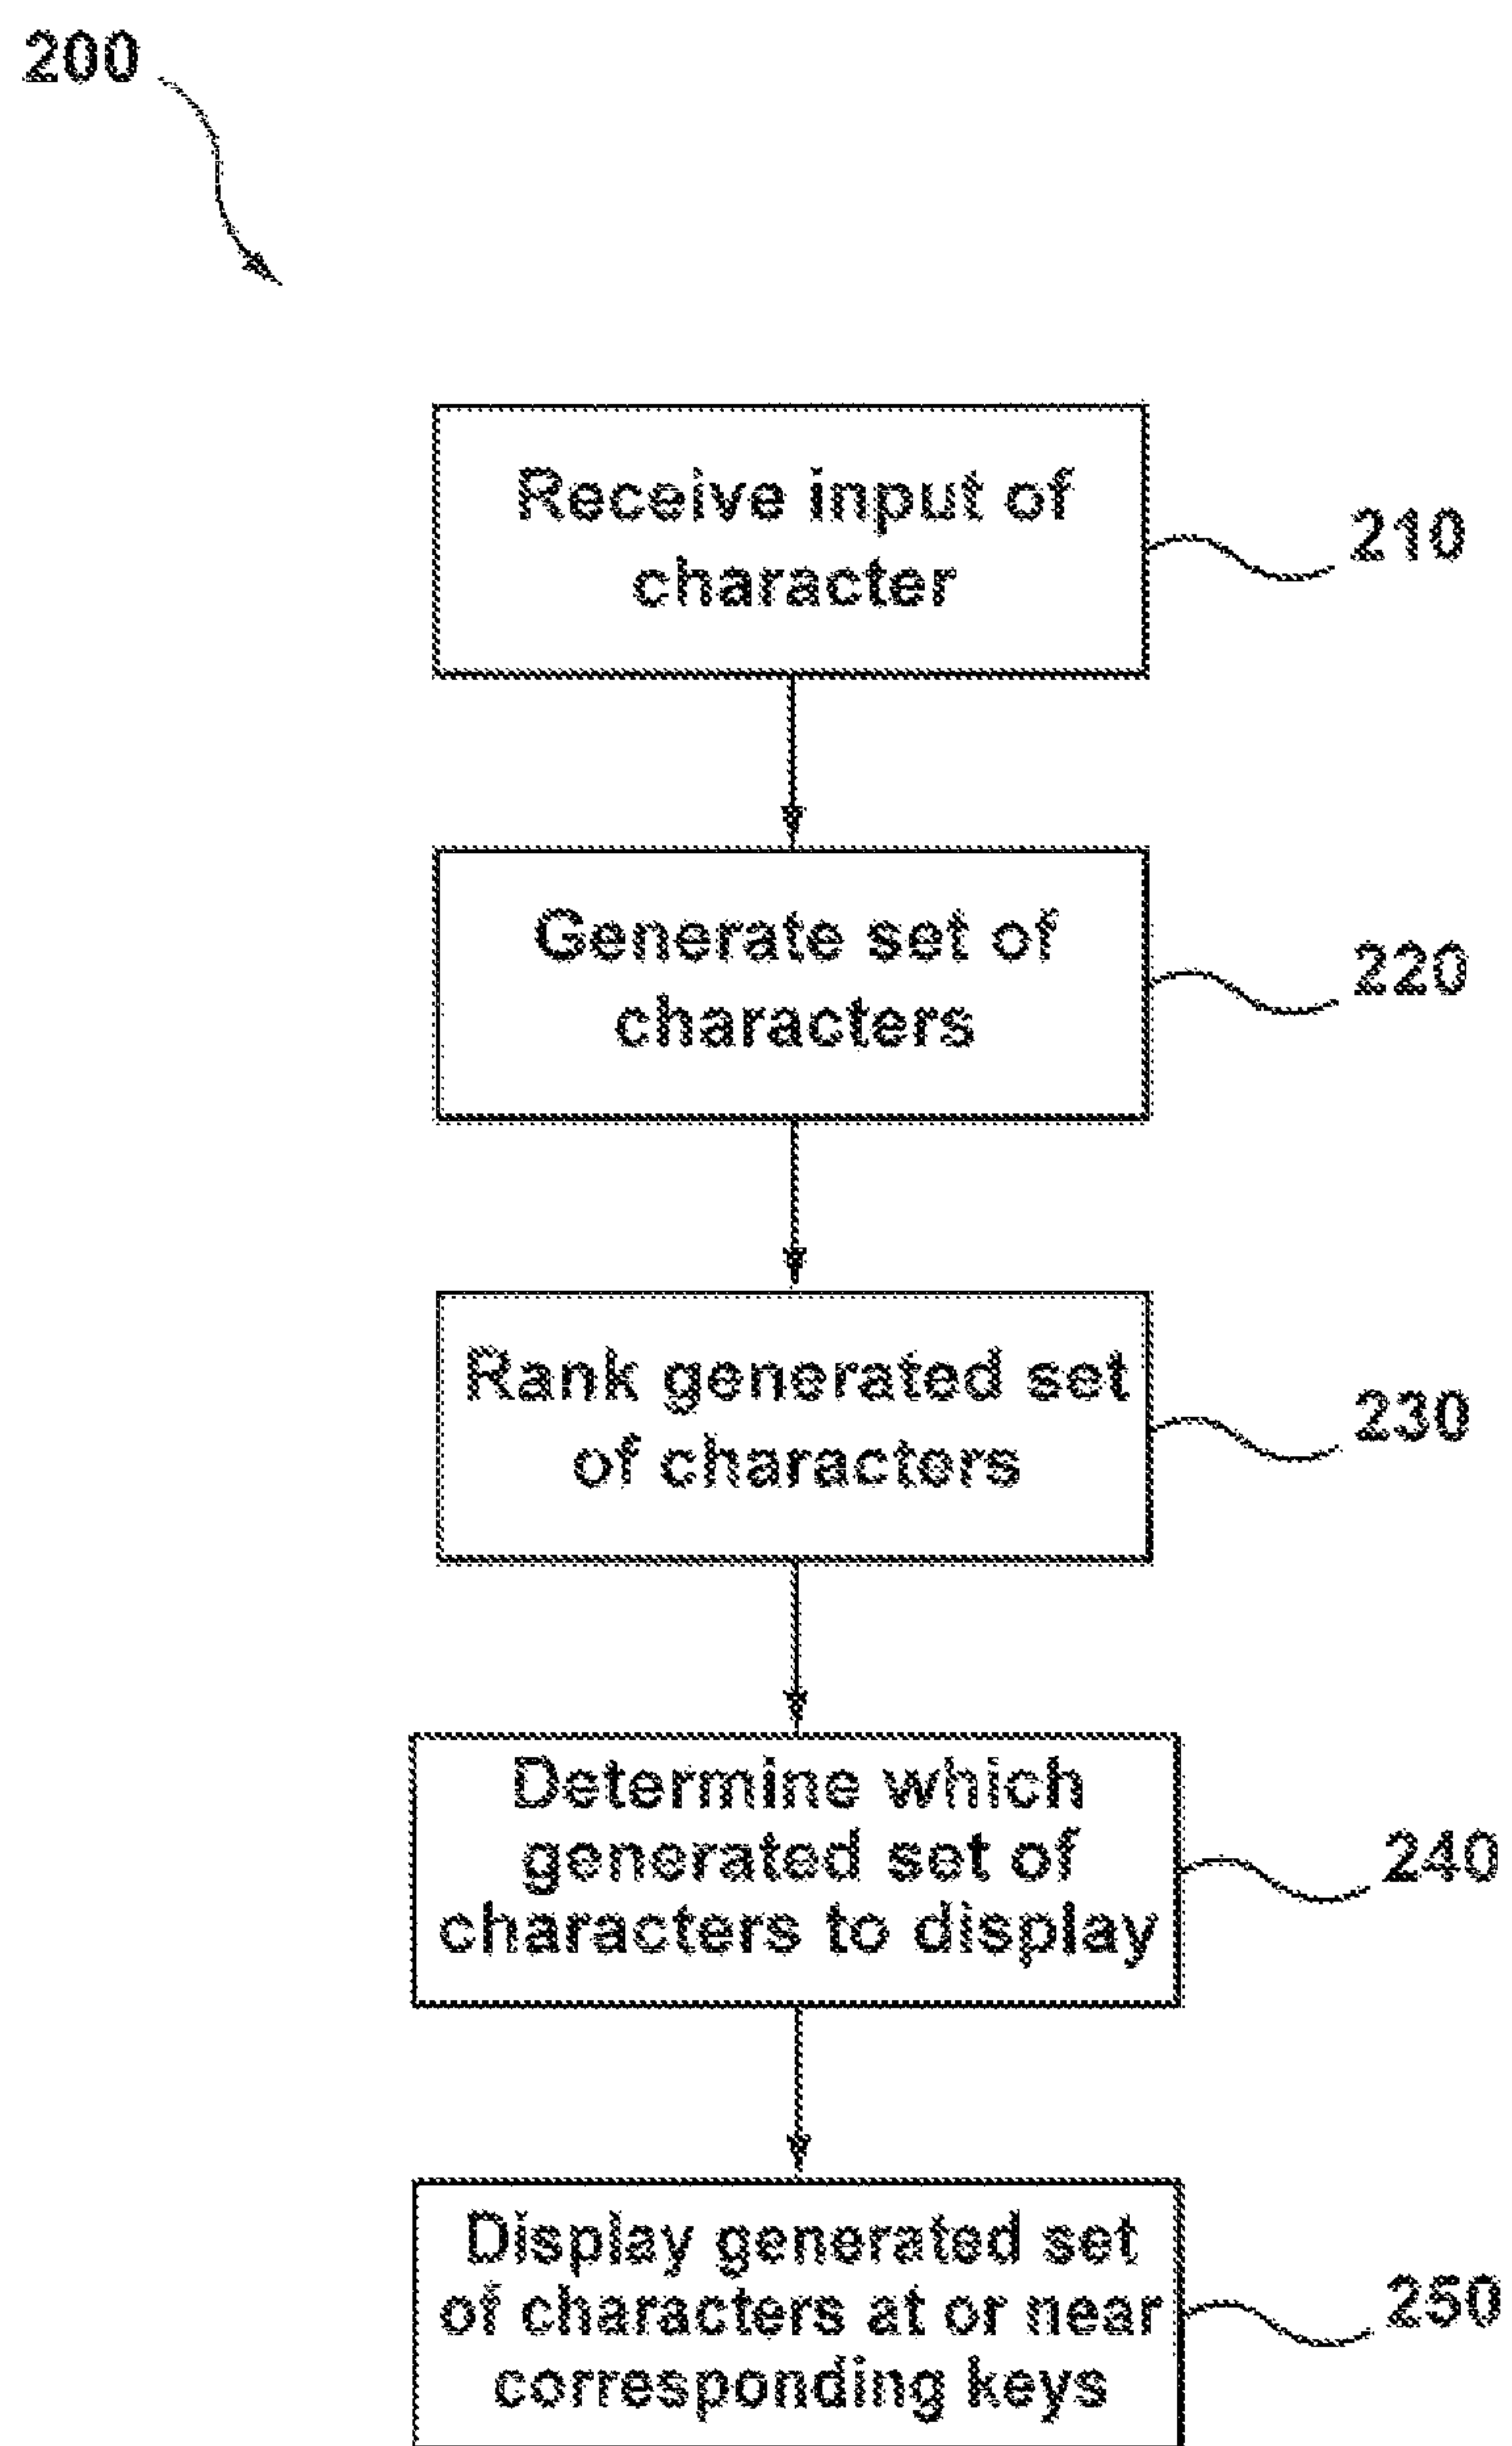 200
Receive input of
character
210
Generate set of
characters
220
Rank generated set
of characters
230
Determine which
generated set of
characters to display
240
Display generated set
of characters at or near
corresponding keys
250